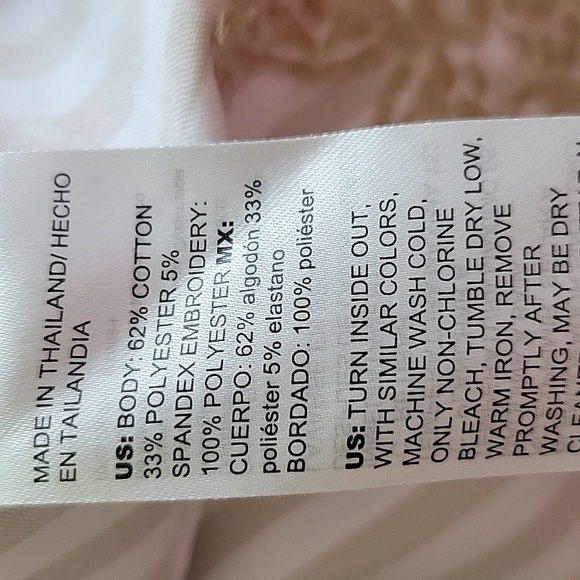 MADE IN THAILAND/ HECHO
EN TAILANDIA
US: BODY: 62% COTTON
33% POLYESTER 5%
SPANDEX EMBROIDERY:
100% POLYESTER MX:
CUERPO: 62% algodón 33%
poliéster 5% elastano
BORDADO: 100% poliéster
US: TURN INSIDE OUT,
WITH SIMILAR COLORS,
MACHINE WASH COLD,
ONLY NON-CHLORINE
BLEACH, TUMBLE DRY LOW,
WARM IRON, REMOVE
PROMPTLY AFTER
WASHING, MAY BE DRY